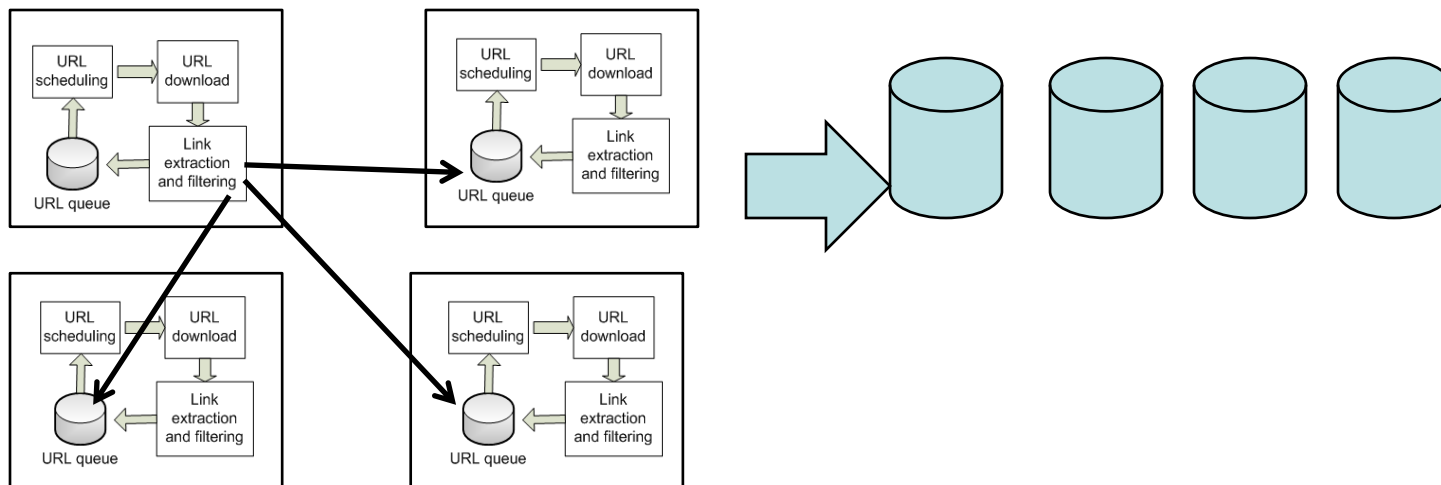 URL
scheduling
URL
download
Link
extraction
and filtering
URL queue
URL
scheduling
URL
download
Link
extraction
and filtering
URL queue
URL
scheduling
URL
download
Link
extraction
and filtering
URL queue
URL
scheduling
URL
download
Link
extraction
and filtering
URL queue